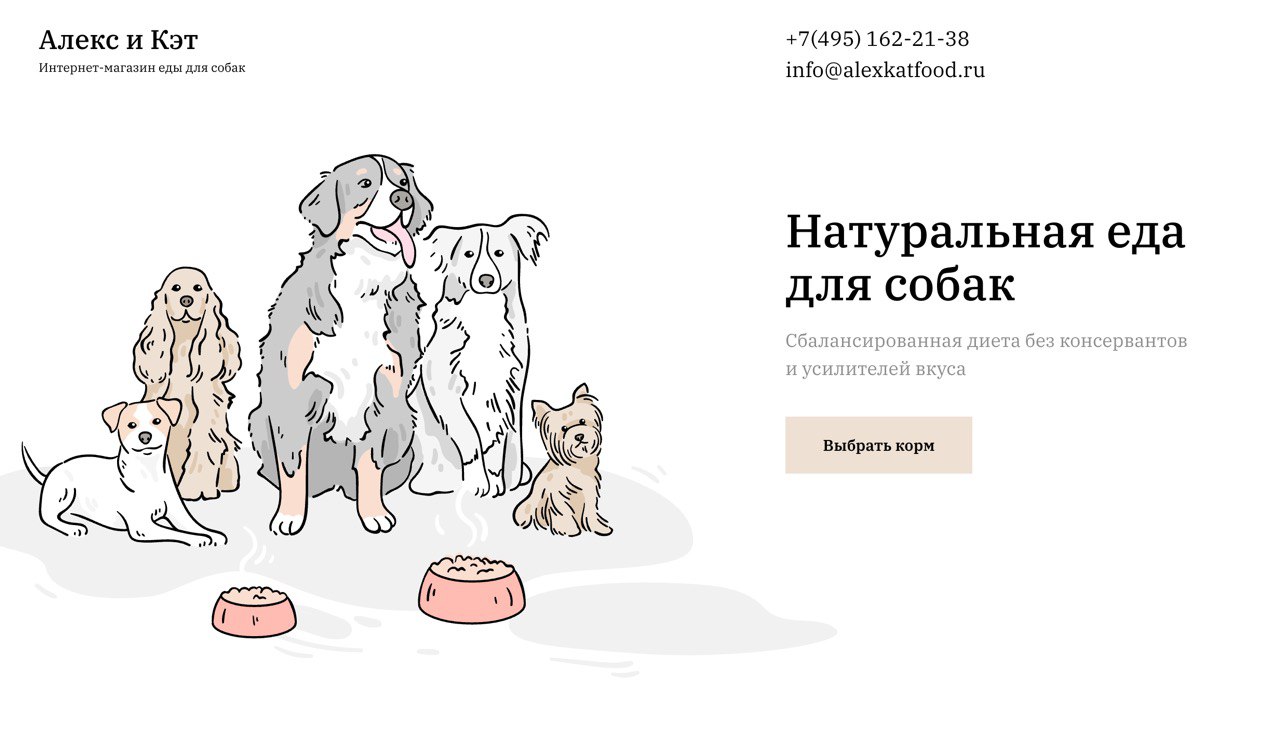 Алекс и Кэт
Интернет-магазин еды для собак
+7(495) 162-21-38
info@alexkatfood.ru
Натуральная еда
для собак
Сбалансированная диета без консервантов
и усилителей вкуса
Выбрать корм